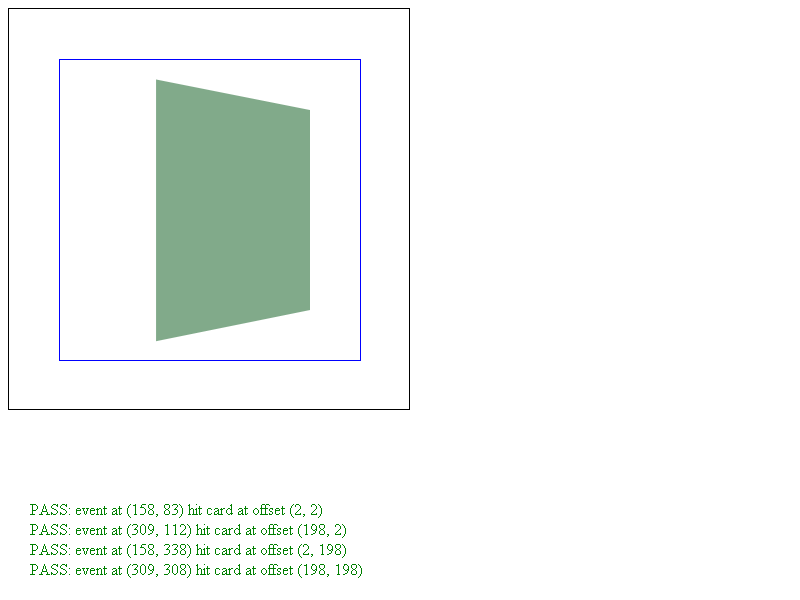 PASS: event at (158, 83) hit card at offset (2, 2)
PASS: event at (309, 112) hit card at offset (198, 2)
PASS: event at (158, 338) hit card at offset (2, 198)
PASS: event at (309, 308) hit card at offset (198, 198)